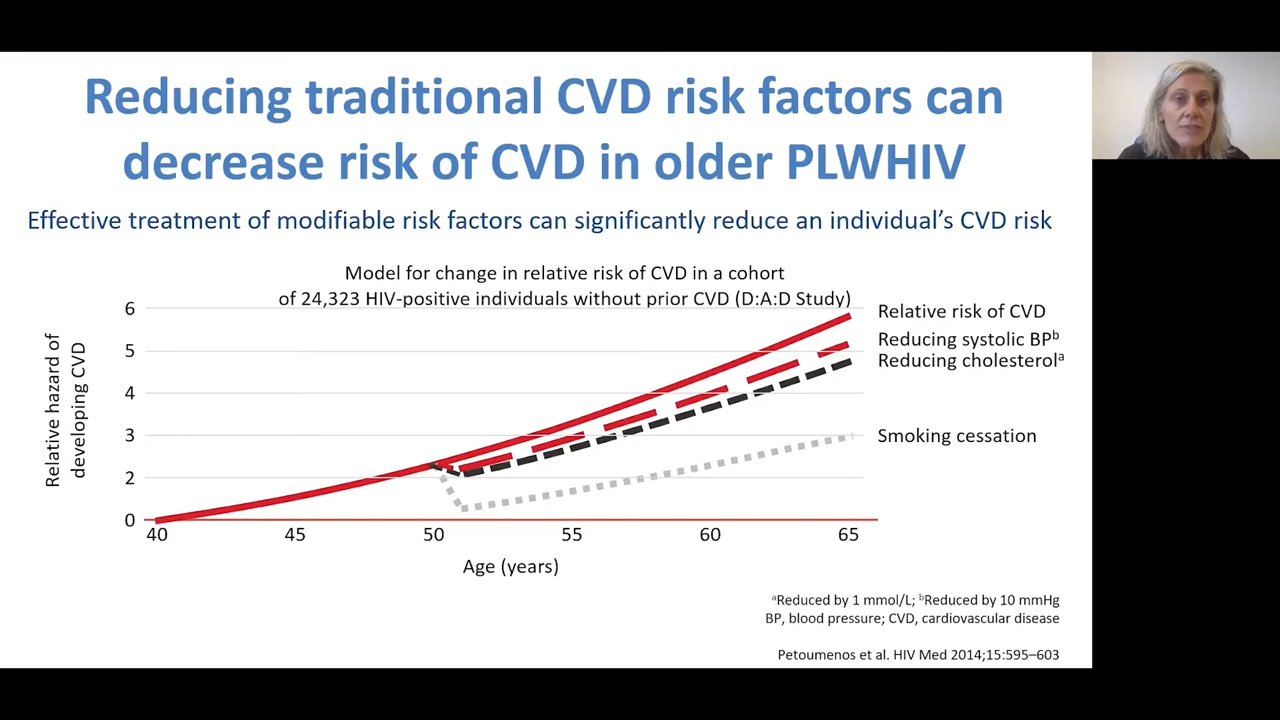 Reducing traditional CVD risk factors can
decrease risk of CVD in older PLWHIV
Effective treatment of modifiable risk factors can significantly reduce an individual's CVD risk
Model for change in relative risk of CVD in a cohort
of 24,323 HIV-positive individuals without prior CVD (D:A:D Study)
Relative hazard of
developing CVD
6
5
4
3
2
0
40
45
50
55
60
65
Age (years)
Relative risk of CVD
Reducing systolic BPᵇ
Reducing cholesterolᵃ
Smoking cessation
ᵃReduced by 1 mmol/L; ᵇReduced by 10 mmHg
BP, blood pressure; CVD, cardiovascular disease
Petoumenos et al. HIV Med 2014;15:595–603